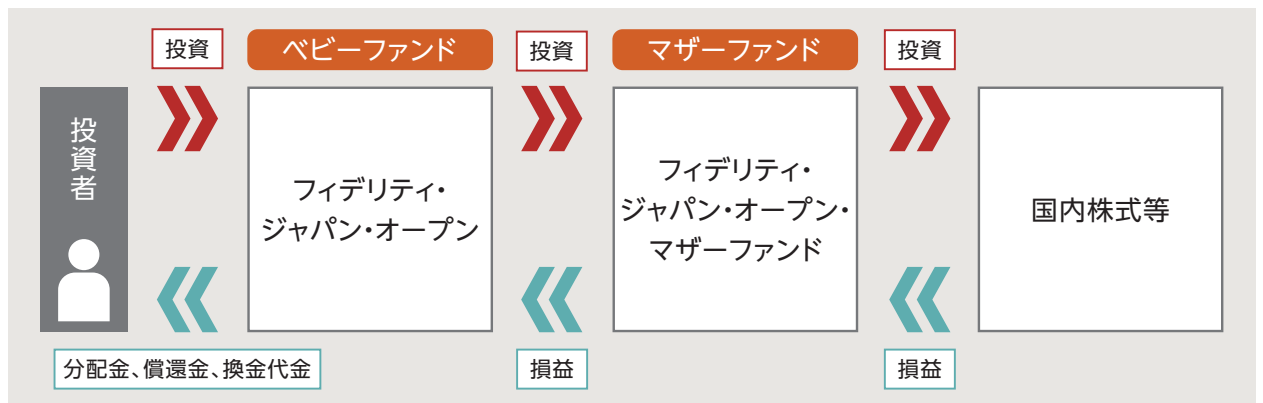 投資
ベビーファンド
投資
マザーファンド
投資
投資者
フィデリティ・
ジャパン・オープン
フィデリティ・
ジャパン・オープン・
マザーファンド
国内株式等
分配金、償還金、換金代金
損益
損益